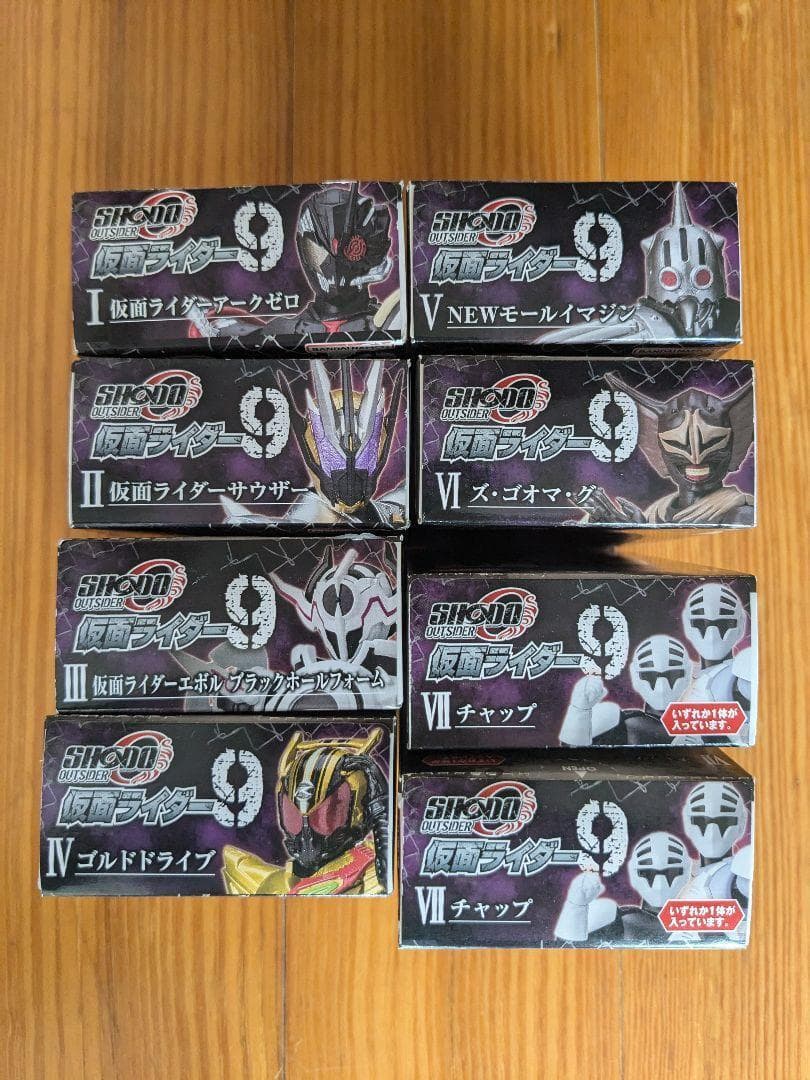 SHODO
OUTSIDER
仮面ライダー9
I 仮面ライダーアークゼロ
SHODO
OUTSIDER
仮面ライダー9
II 仮面ライダーサウザー
SHODO
OUTSIDER
仮面ライダー9
III 仮面ライダーエボル ブラックホールフォーム
SHODO
OUTSIDER
仮面ライダー9
IV ゴルドドライブ
SHODO
OUTSIDER
仮面ライダー9
V NEWモールイマジン
SHODO
OUTSIDER
仮面ライダー9
VI ズ・ゴオマ・グ
SHODO
OUTSIDER
仮面ライダー9
VII チャップ
いずれか1体が
入っています。
OPEN
SHODO
OUTSIDER
仮面ライダー9
VII チャップ
いずれか1体が
入っています。